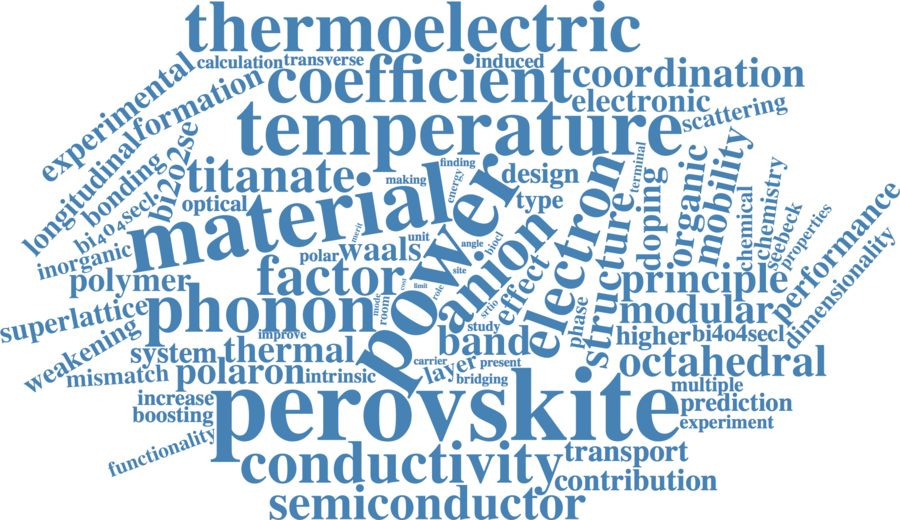 thermoelectric
calculation
transverse
induced
coefficient
coordination
experimental
formation
electronic
scattering
temperature
longitudinal
bonding
bi2o2se
titanate
making
finding
energy
design
type
terminal
doping
organic
mobility
chemical
chemistry
seebeck
properties
performance
dimensionality
bi4o4secl
optical
material
power
electron
structure
inorganic
polar
waals
unit
merit
angle
biocl
anion
effect
polymer
factor
cool
limit
site
role
srtio
phase
principle
superlattice
phonon
mode
room
modular
weakening
improve
study
band
higher
bi4o4secl
system
thermal
carrier
layer
present
bridging
octahedral
mismatch
polaron
intrinsic
multiple
increase
perovskite
prediction
boosting
experiment
functionality
conductivity
transport
contribution
semiconductor